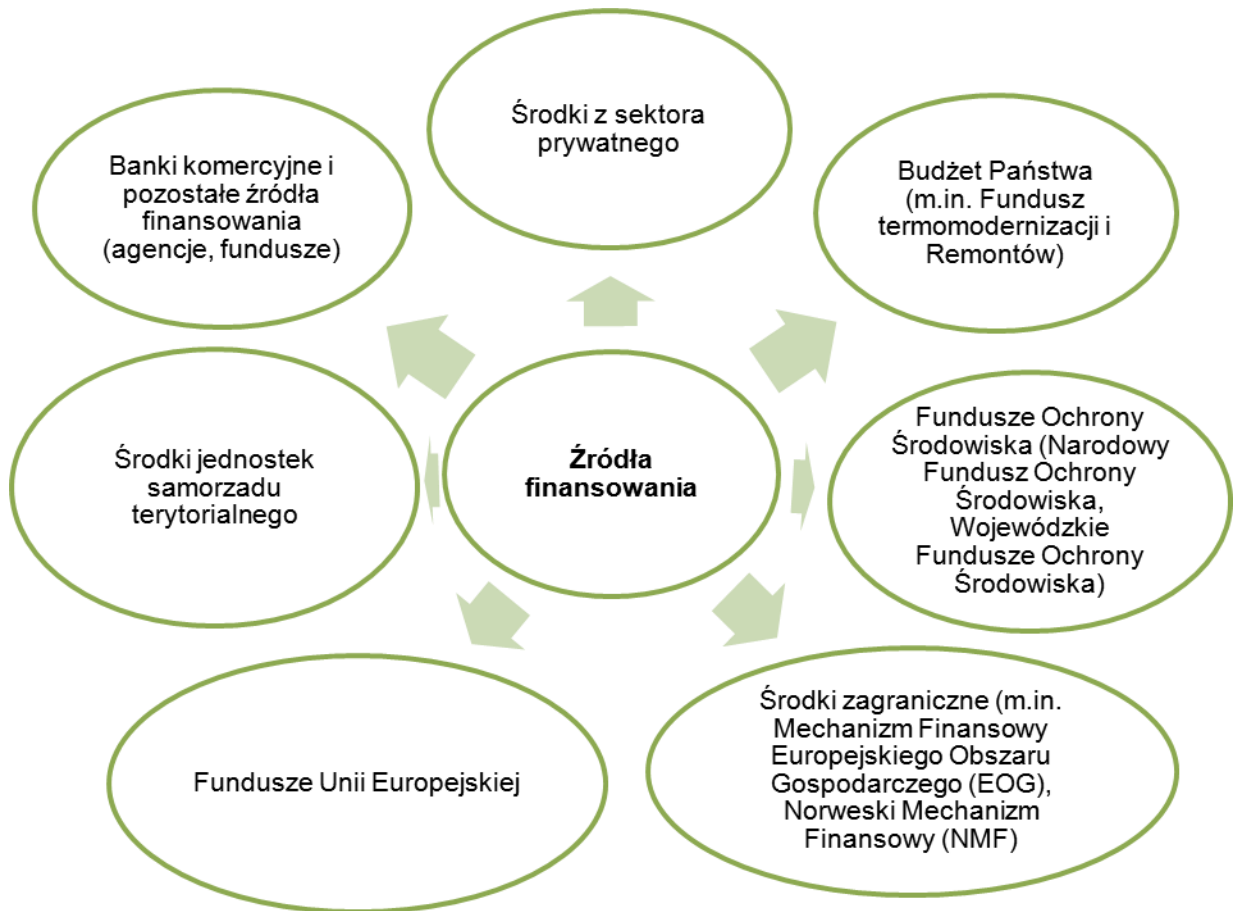 Środki z sektora
prywatnego
Banki komercyjne i
pozostałe źródła
finansowania
(agencje, fundusze)
Budżet Państwa
(m.in. Fundusz
termomodernizacji i
Remontów)
Środki jednostek
samorzadu
terytorialnego
Źródła
finansowania
Fundusze Ochrony
Środowiska (Narodowy
Fundusz Ochrony
Środowiska,
Wojewódzkie
Fundusze Ochrony
Środowiska)
Fundusze Unii Europejskiej
Środki zagraniczne (m.in.
Mechanizm Finansowy
Europejskiego Obszaru
Gospodarczego (EOG),
Norweski Mechanizm
Finansowy (NMF)